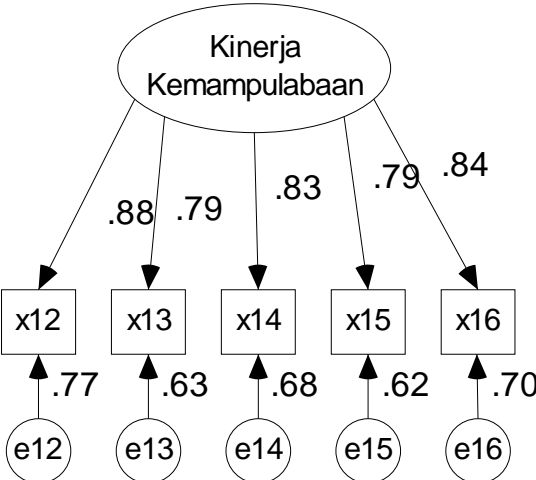 Kinerja
Kemampulabaan
.88 .79 .83 .79 .84
x12 x13 x14 x15 x16
.77 .63 .68 .62 .70
e12 e13 e14 e15 e16